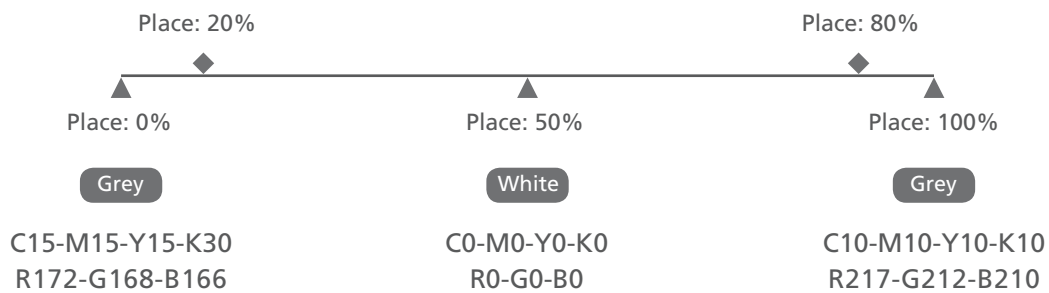 Place: 20% Place: 80%
Place: 0% Place: 50% Place: 100%
Grey White Grey
C15-M15-Y15-K30 C0-M0-Y0-K0 C10-M10-Y10-K10
R172-G168-B166 R0-G0-B0 R217-G212-B210